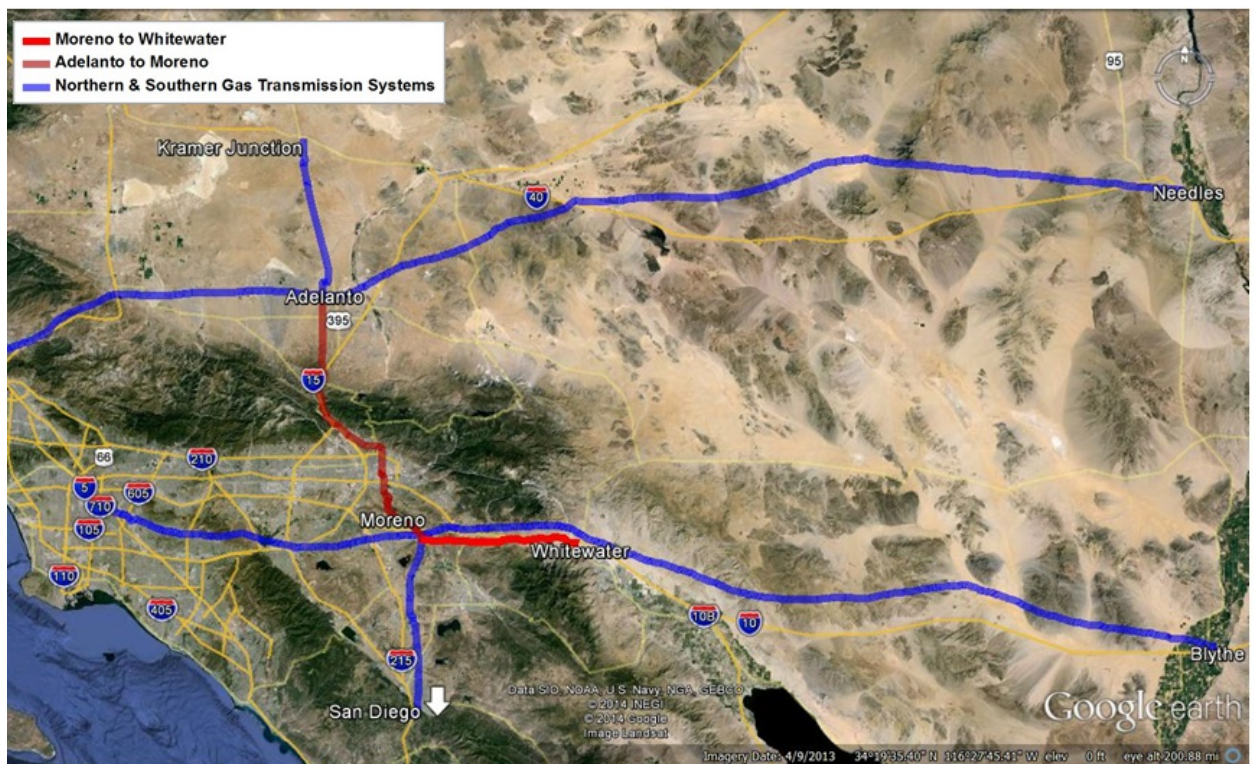 Moreno to Whitewater
Adelanto to Moreno
Northern & Southern Gas Transmission Systems
95
N
Kramer Junction
40
Needles
Adelanto
395
15
66
210
5
605
710
105
Moreno
Whitewater
110
405
10B
10
215
Blythe
San Diego
Data SIO, NOAA, U.S. Navy, NGA, GEBCO
© 2014 INEGI
© 2014 Google
Image Landsat
Google earth
Imagery Date: 4/9/2013 34°19'35.40" N 116°27'45.41" W elev 0 ft eye alt 200.88 mi